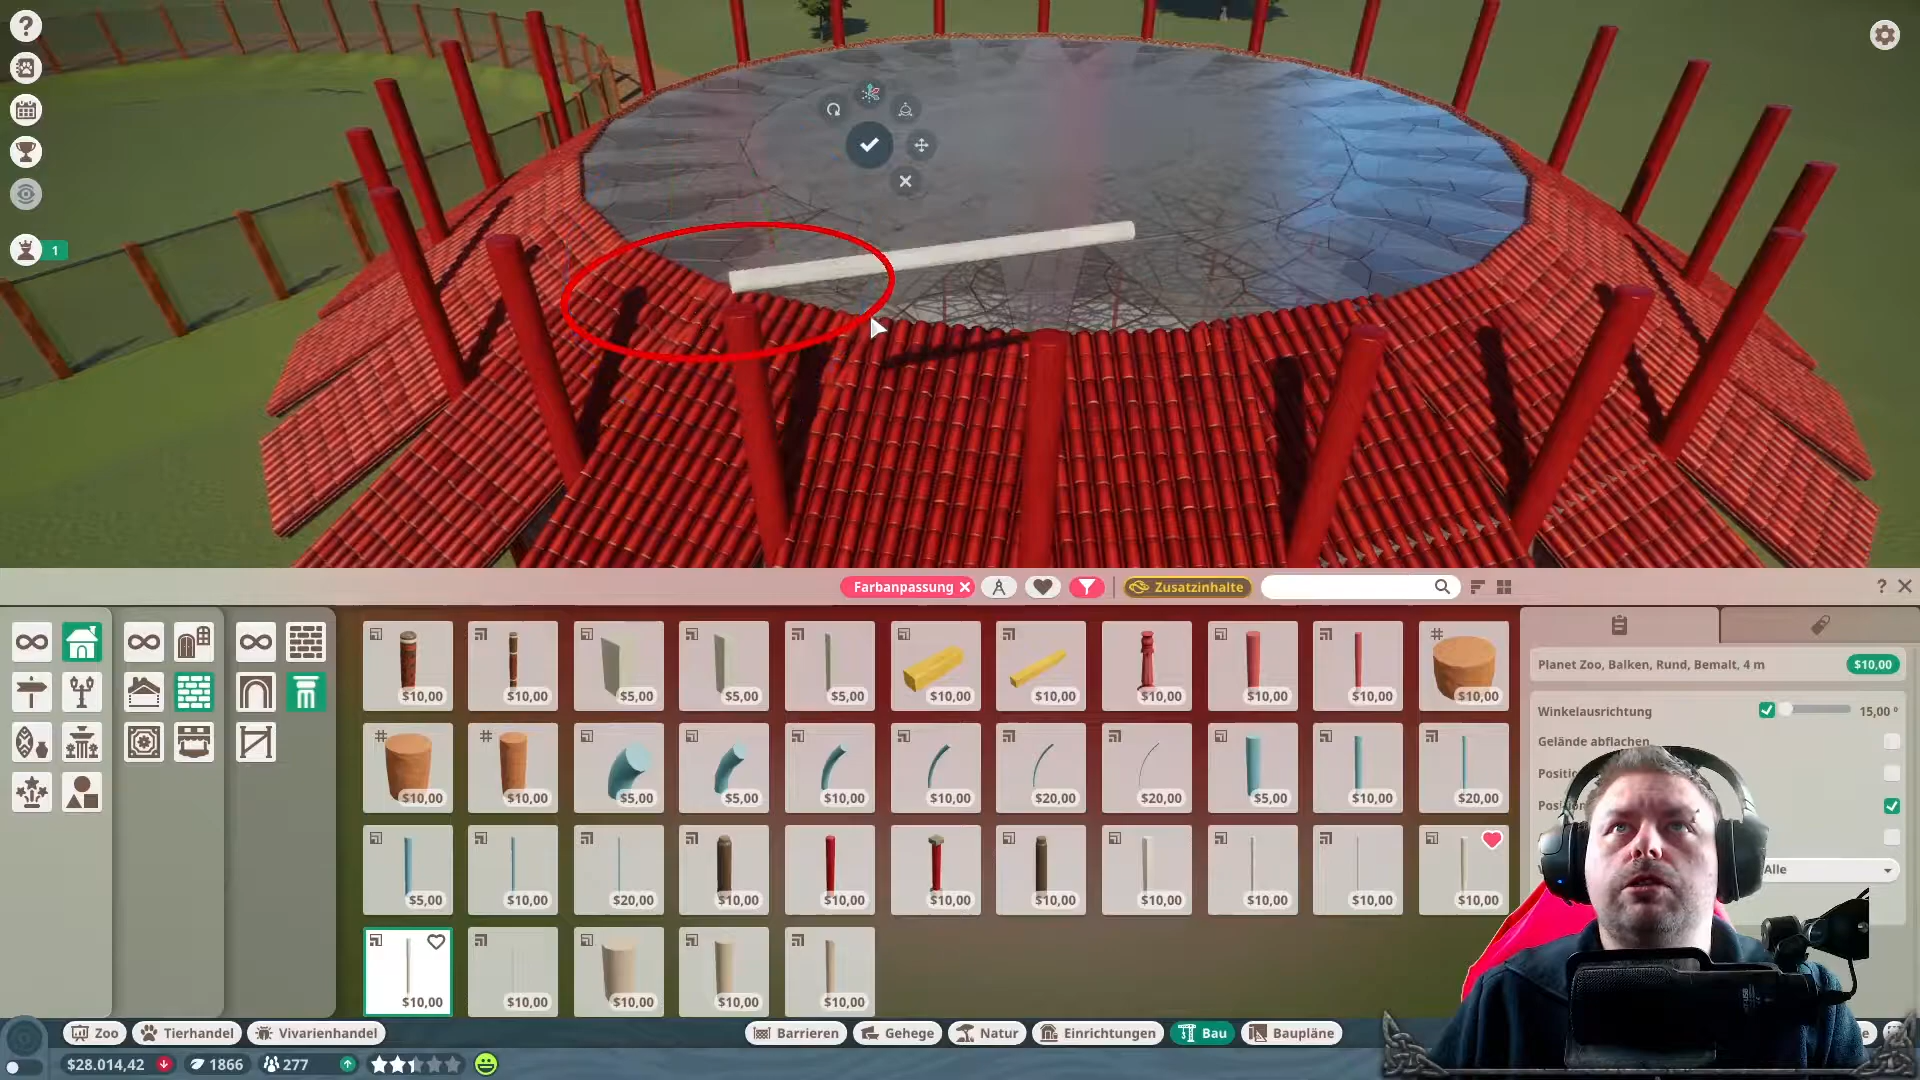 1
Farbanpassung
Zusatzinhalte
?
$10,00 $10,00 $5,00 $5,00 $5,00 $10,00 $10,00 $10,00 $10,00 $10,00 $10,00
$10,00 $10,00 $5,00 $5,00 $10,00 $10,00 $20,00 $20,00 $5,00 $10,00 $20,00
$5,00 $10,00 $20,00 $10,00 $10,00 $10,00 $10,00 $10,00 $10,00 $10,00 $10,00
$10,00 $10,00 $10,00 $10,00 $10,00
Planet Zoo, Balken, Rund, Bemalt, 4 m $10,00
Winkelausrichtung 15,00 °
Gelände abflachen
Positio
Position
Alle
Zoo Tierhandel Vivarienhandel Barrieren Gehege Natur Einrichtungen Bau Baupläne
$28.014,42 1866 277